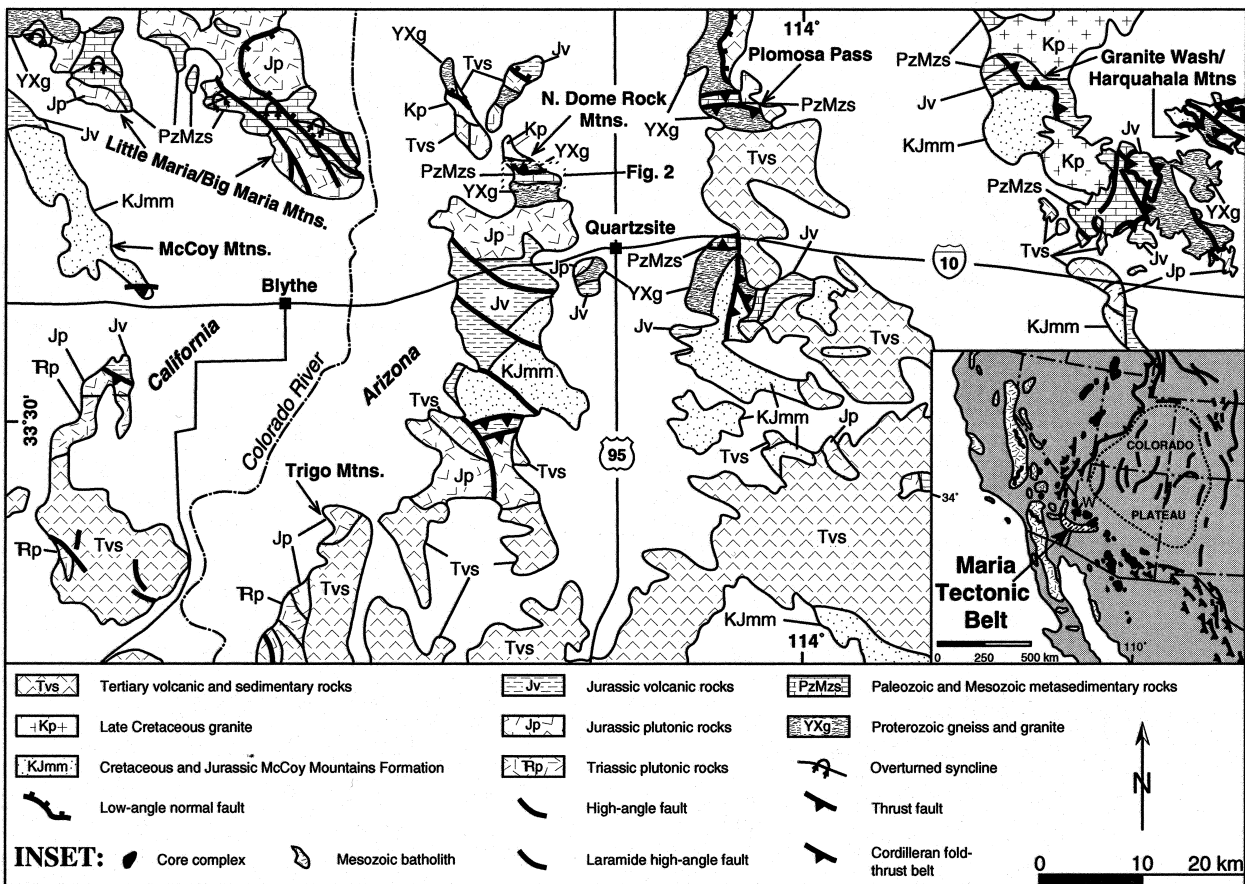 114°
YXg
Tvs
Jv
Plomosa Pass
Kp
PzMzs
Granite Wash/
Harquahala Mtns
Jp
YXg
Jp
Kp
N. Dome Rock
Mtns.
PzMzs
Jv
PzMzs
Jv
Tvs
Kp
YXg
YXg
Tvs
KJmm
Jv
Little Maria/Big Maria Mtns.
PzMzs
Fig. 2
YXg
Kp
PzMzs
YXg
KJmm
McCoy Mtns.
Jp
Quartzsite
Jv
PzMzs
10
Tvs
Jv
Jp
Blythe
Jp
Jv
Jv
YXg
Jv
Tvs
KJmm
Jp
Jv
TRp
California
Colorado River
Arizona
KJmm
Tvs
KJmm
Jp
33°30'
95
Tvs
Trigo Mtns.
Jp
Tvs
Jp
Tvs
Tvs
TRp
Tvs
Tvs
TRp
Tvs
KJmm
114°
COLORADO
PLATEAU
W
34°
Maria
Tectonic
Belt
0 250 500 km
110°
Tvs Tertiary volcanic and sedimentary rocks
Jv Jurassic volcanic rocks
PzMzs Paleozoic and Mesozoic metasedimentary rocks
Kp Late Cretaceous granite
Jp Jurassic plutonic rocks
YXg Proterozoic gneiss and granite
KJmm Cretaceous and Jurassic McCoy Mountains Formation
TRp Triassic plutonic rocks
Overturned syncline
Low-angle normal fault
High-angle fault
Thrust fault
N
INSET:
Core complex
Mesozoic batholith
Laramide high-angle fault
Cordilleran fold-
thrust belt
0 10 20 km